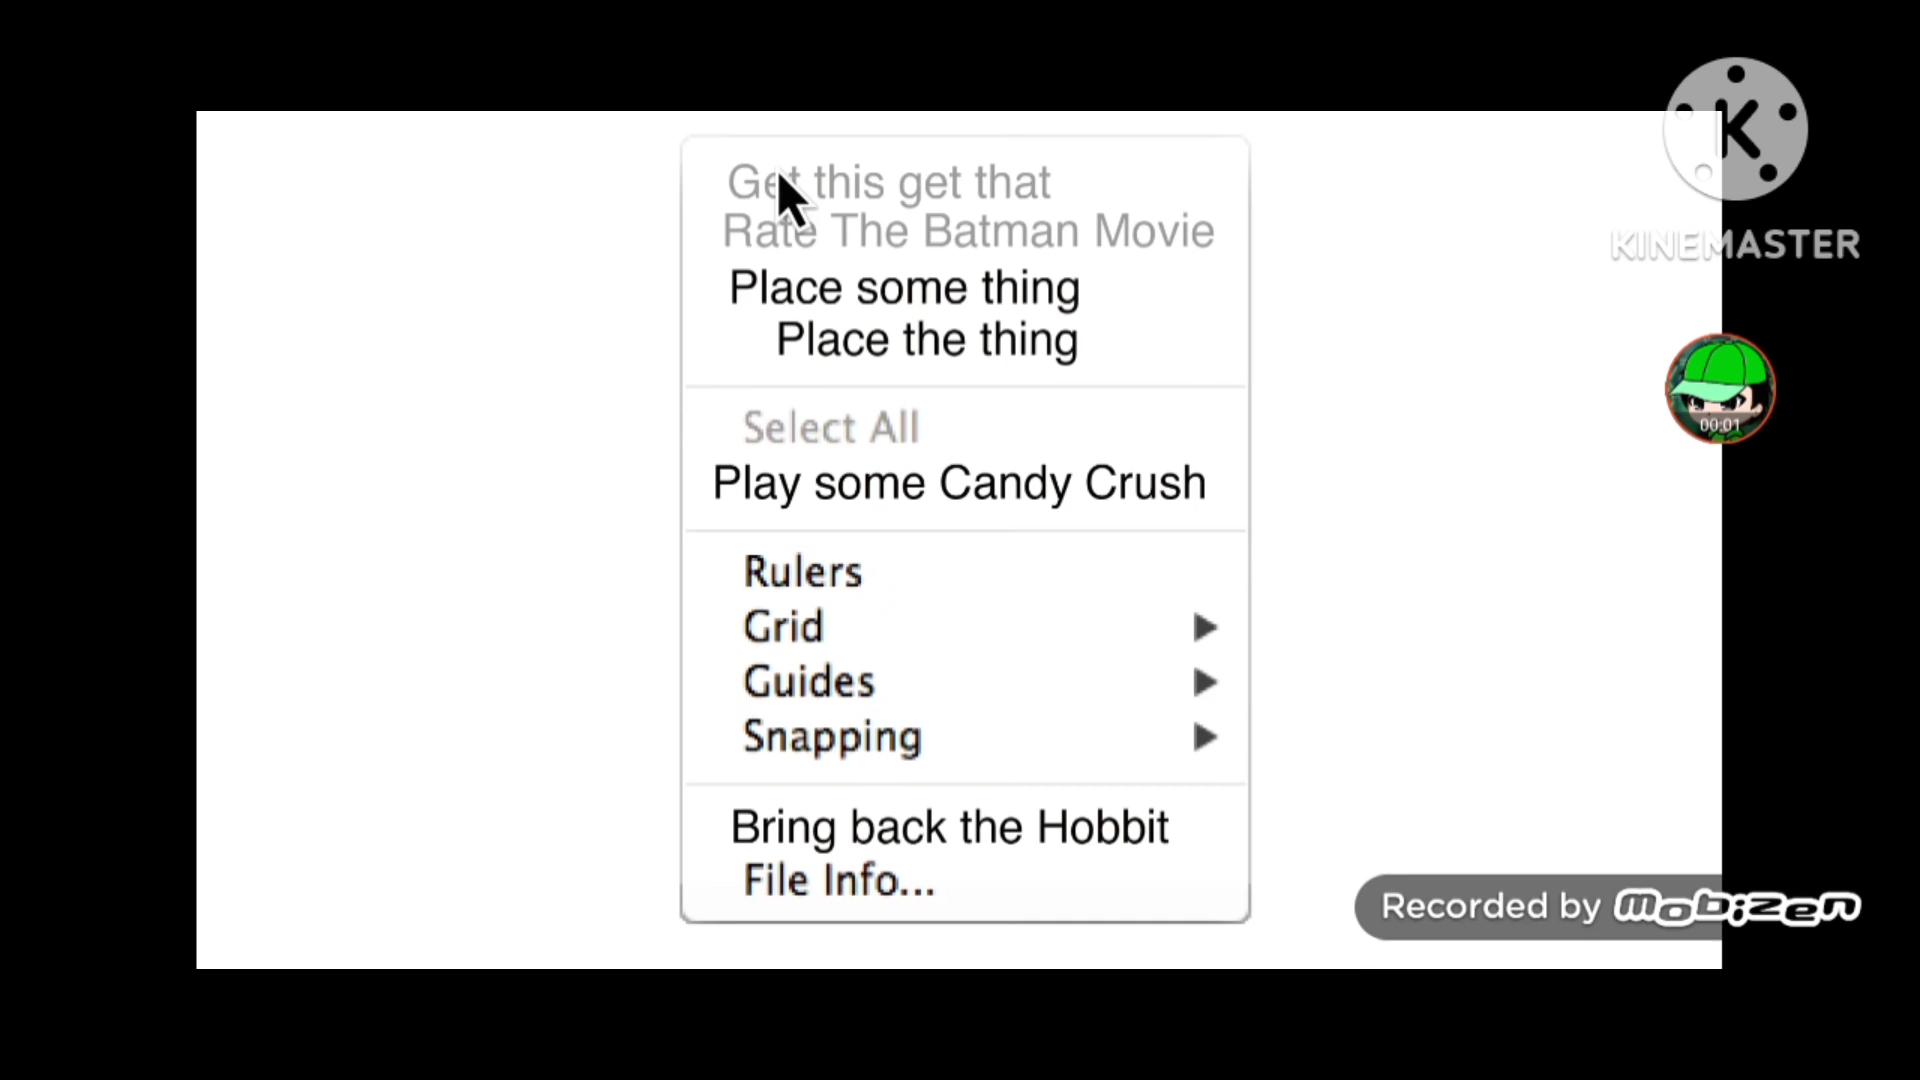 Get this get that
Rate The Batman Movie
Place some thing
Place the thing
Select All
Play some Candy Crush
Rulers
Grid
Guides
Snapping
Bring back the Hobbit
File Info...
K
KINEMASTER
00:01
Recorded by mobizen